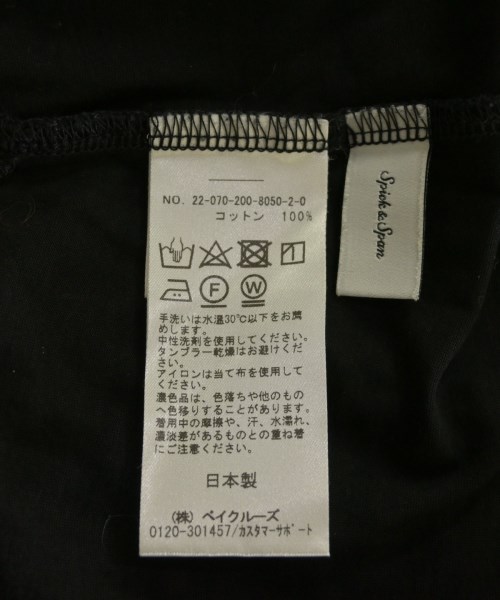 NO. 22-070-200-8050-2-0
コットン 100%
F
W
手洗いは水温30℃以下をお薦
めします。
中性洗剤を使用してください。
タンブラー乾燥はお避けくだ
さい。
アイロンは当て布を使用して
ください。
濃色品は、色落ちや他のもの
へ色移りすることがあります。
着用中の摩擦や、汗、水濡れ、
濃淡差があるものとの重ね着
にご注意ください。
日本製
(株) ベイクルーズ
0120-301457/カスタマーサポート
Spick&Span